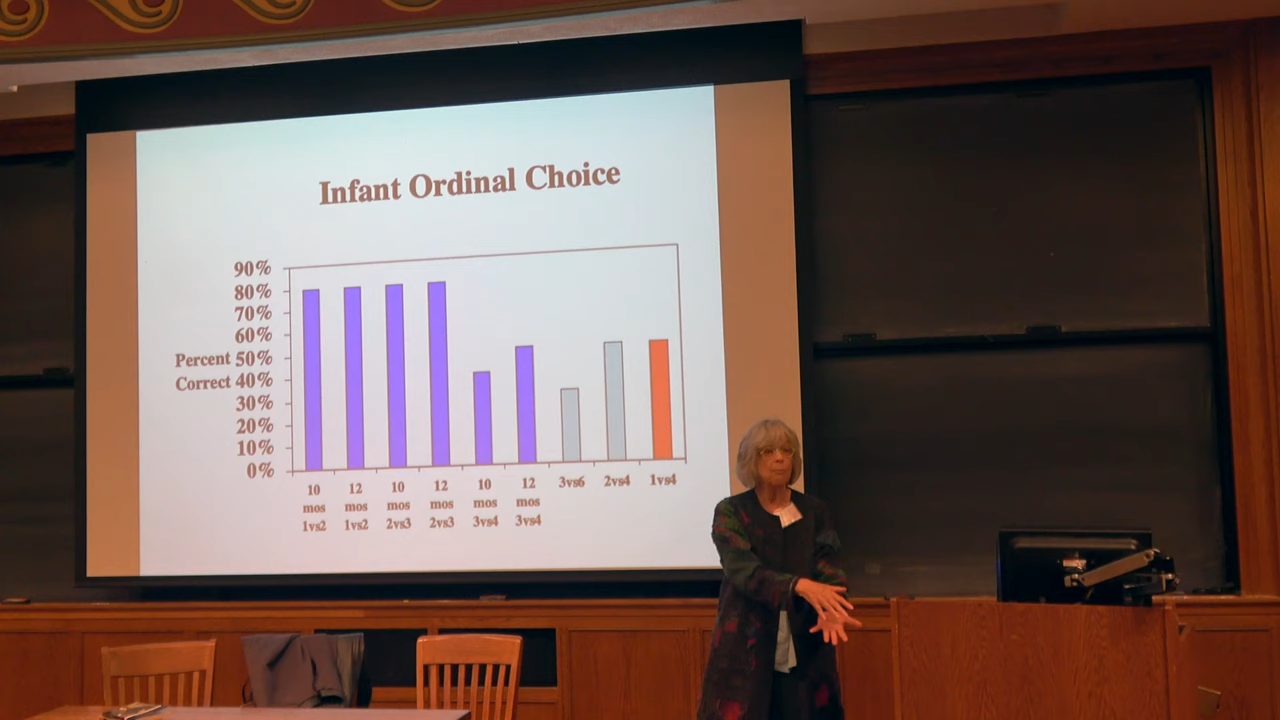 Infant Ordinal Choice
90%
80%
70%
60%
Percent 50%
Correct 40%
30%
20%
10%
0%
10 mos 1vs2
12 mos 1vs2
10 mos 2vs3
12 mos 2vs3
10 mos 3vs4
12 mos 3vs4
3vs6
2vs4
1vs4